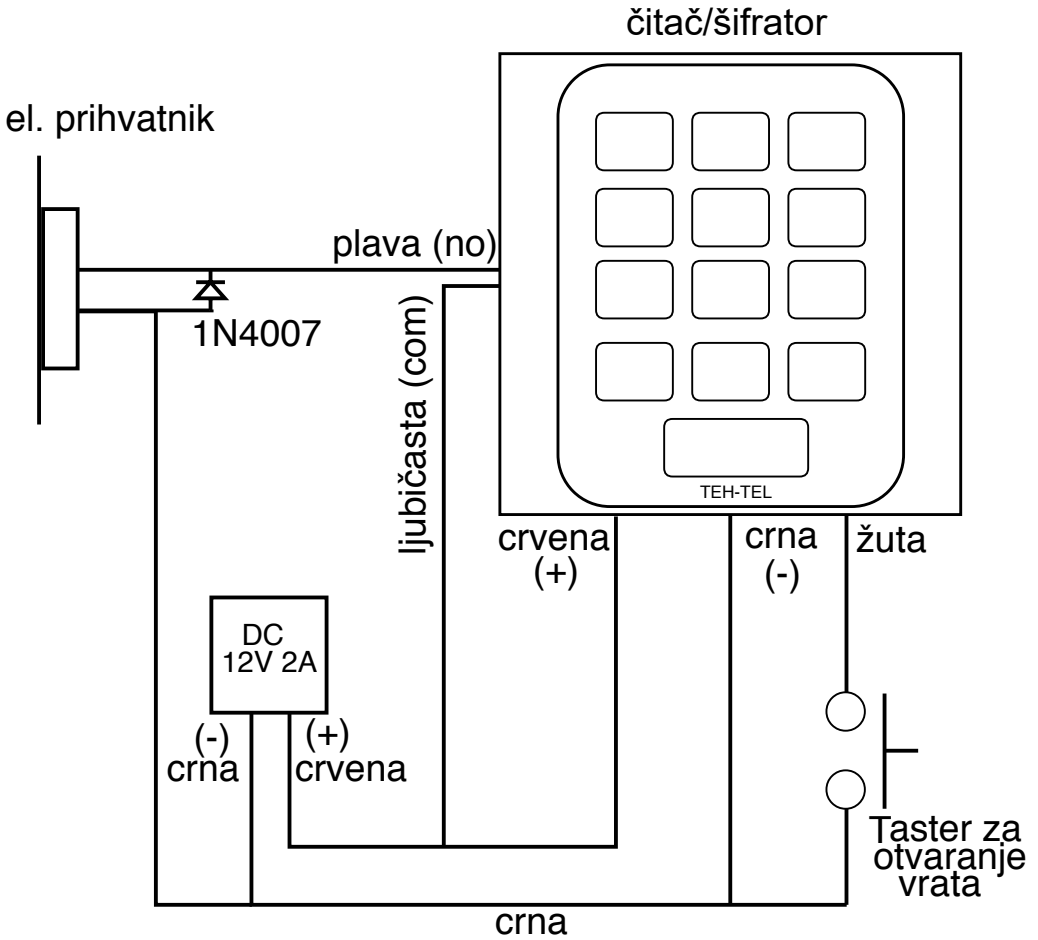 čitač/šifrator
el. prihvatnik
plava (no)
1N4007
ljubičasta (com)
TEH-TEL
crvena
(+)
crna
(-)
žuta
DC
12V 2A
(-)
crna
(+)
crvena
Taster za
otvaranje
vrata
crna